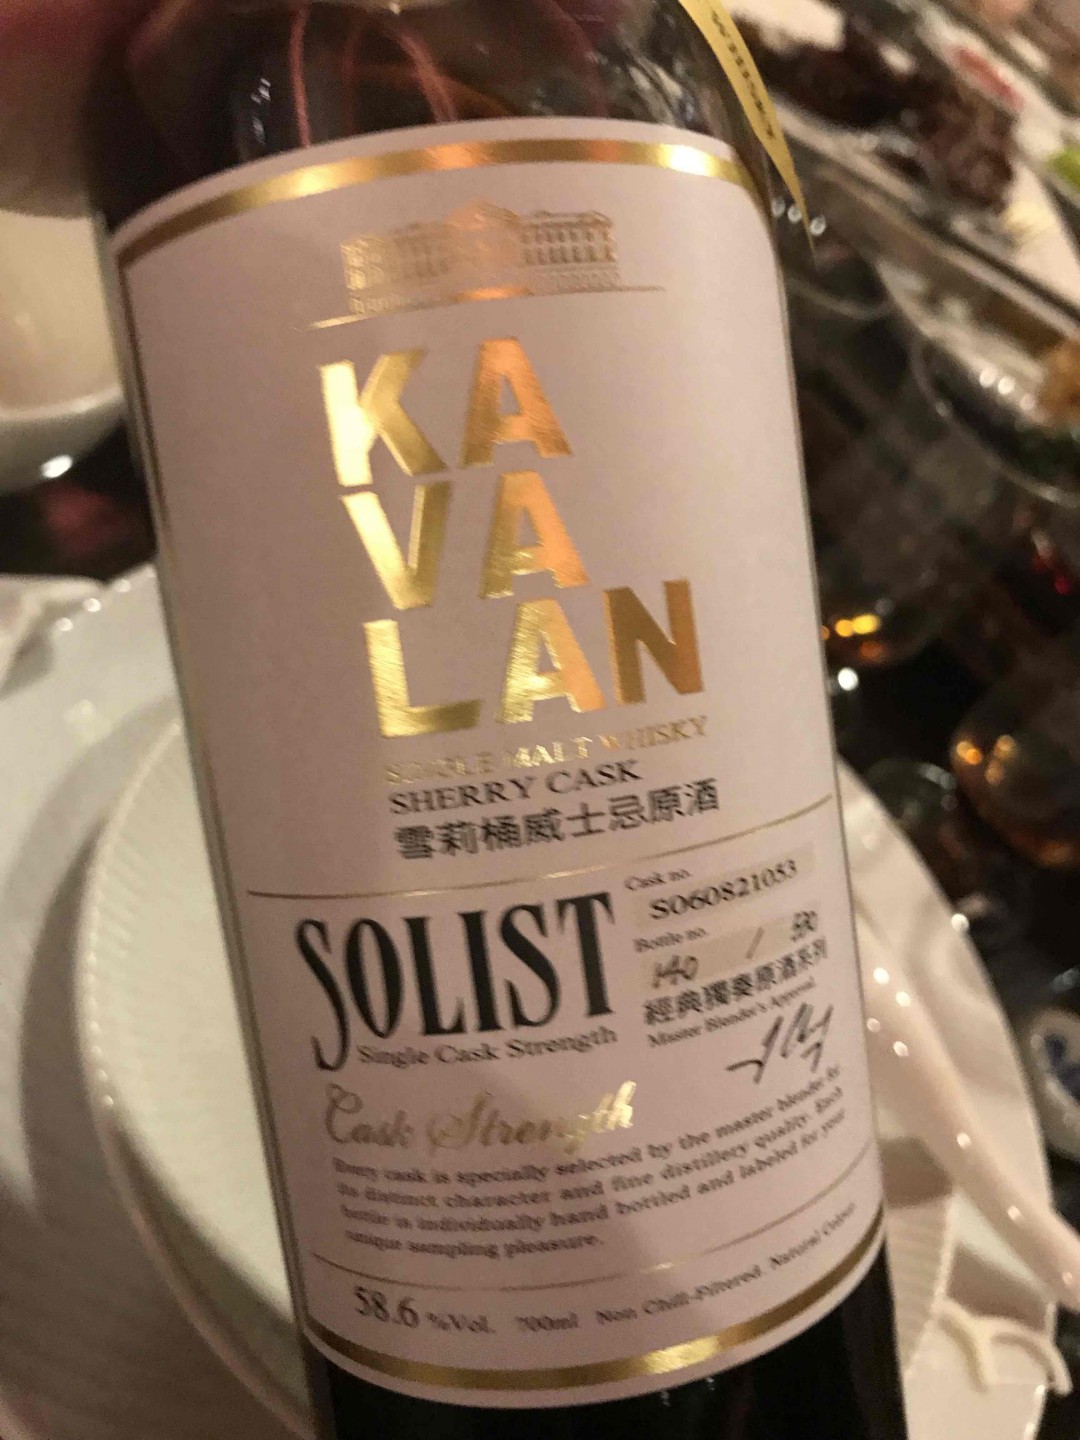 WHISKY
KA
VA
LAN
SINGLE MALT WHISKY
SHERRY CASK
雪莉桶威士忌原酒
SOLIST
Single Cask Strength
Cask no.
S060821053
Bottle no.
140 / 530
經典獨奏原酒系列
Master Blender's Approval
Cask Strength
Every cask is specially selected by the master blender for
its distinct character and fine distillery quality. Each
bottle is individually hand bottled and labeled for your
unique sampling pleasure.
58.6 %Vol. 700ml Non Chill-Filtered. Natural Colour